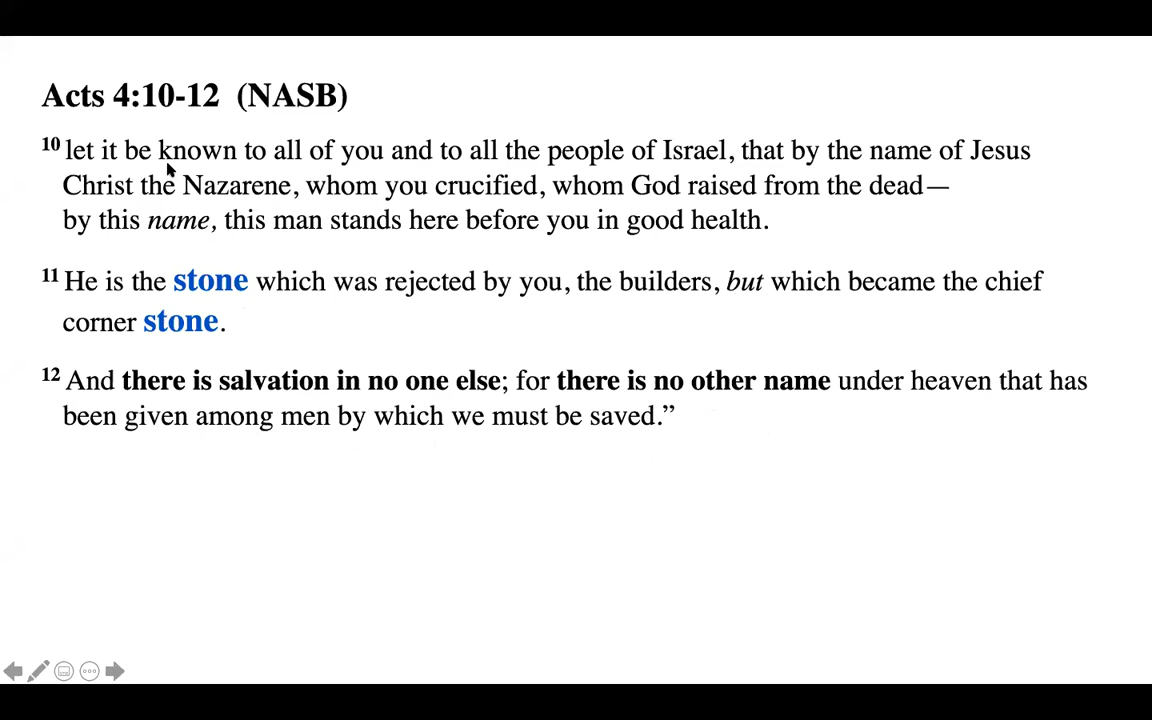 Acts 4:10-12 (NASB)
10 let it be known to all of you and to all the people of Israel, that by the name of Jesus
Christ the Nazarene, whom you crucified, whom God raised from the dead—
by this name, this man stands here before you in good health.
11 He is the stone which was rejected by you, the builders, but which became the chief
corner stone.
12 And there is salvation in no one else; for there is no other name under heaven that has
been given among men by which we must be saved.”